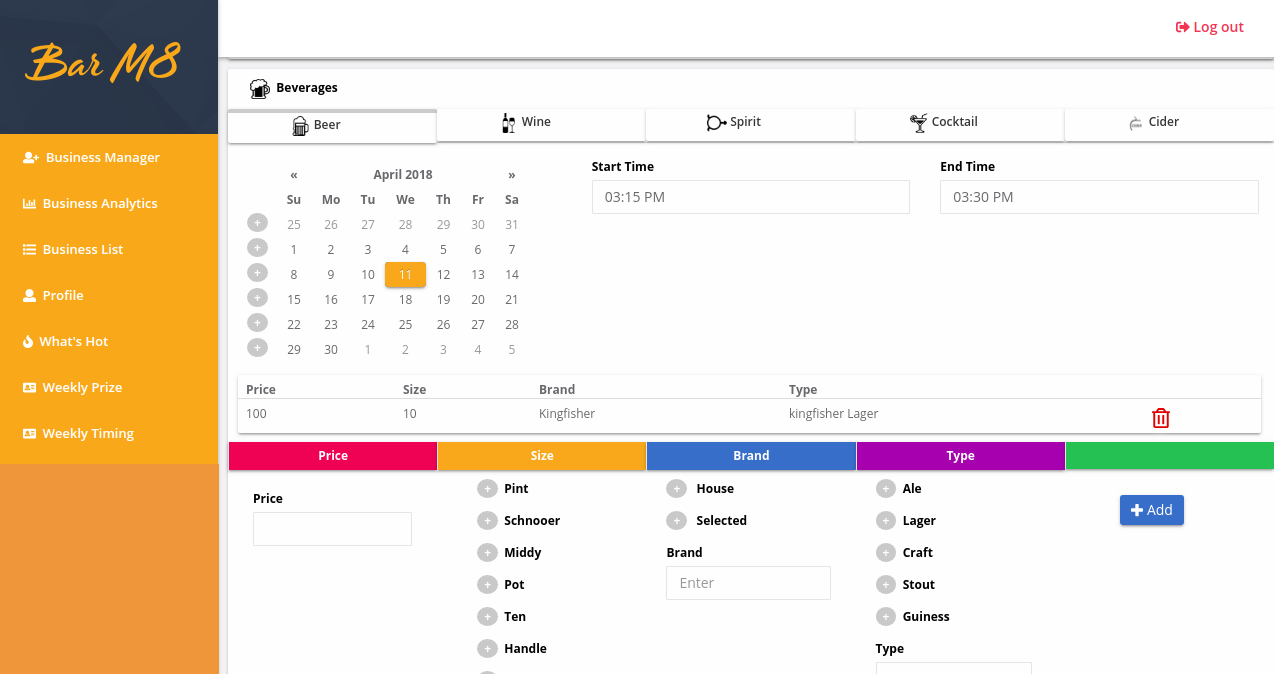 Bar M8
Log out
Business Manager
Business Analytics
Business List
Profile
What's Hot
Weekly Prize
Weekly Timing
Beverages
Beer Wine Spirit Cocktail Cider
« April 2018 »
Su Mo Tu We Th Fr Sa
25 26 27 28 29 30 31
1 2 3 4 5 6 7
8 9 10 11 12 13 14
15 16 17 18 19 20 21
22 23 24 25 26 27 28
29 30 1 2 3 4 5
Start Time End Time
03:15 PM 03:30 PM
Price Size Brand Type
100 10 Kingfisher kingfisher Lager
Price Size Brand Type
Price
Pint
Schnooer
Middy
Pot
Ten
Handle
House
Selected
Brand
Enter
Ale
Lager
Craft
Stout
Guiness
Type
Add